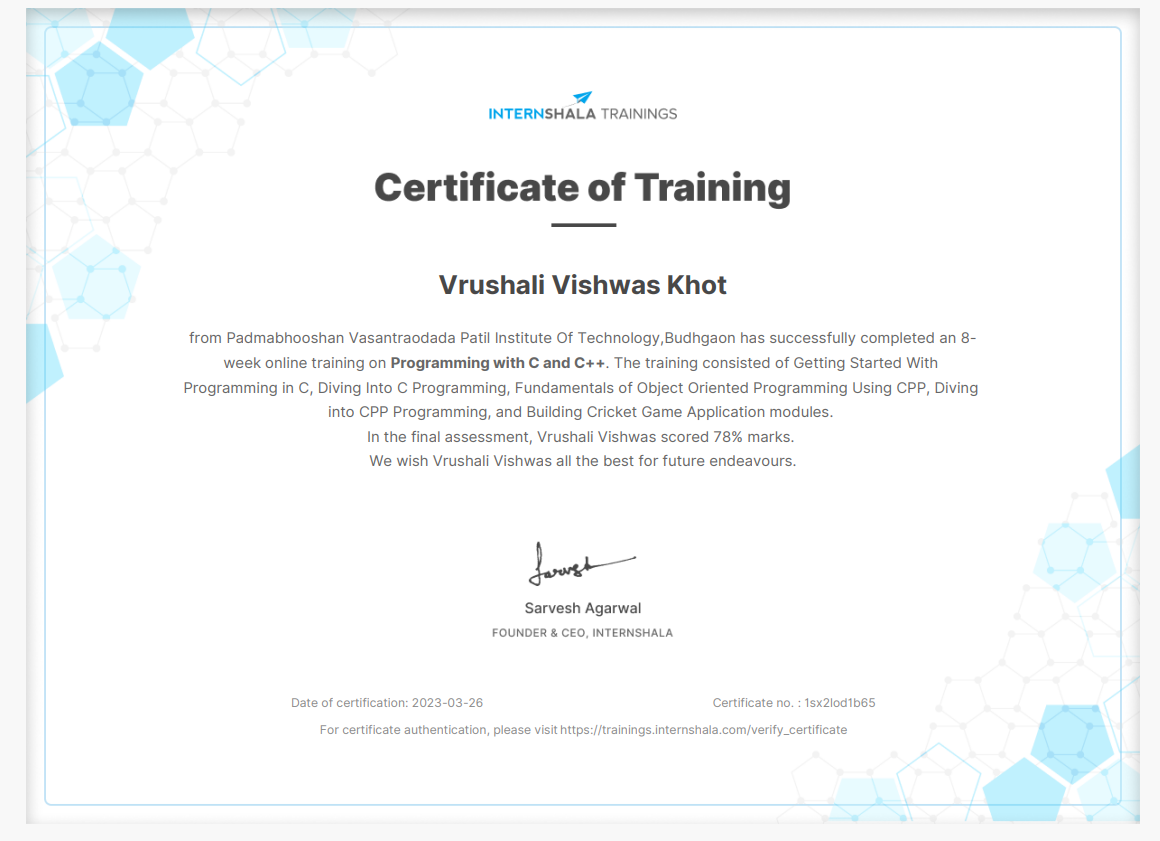 INTERNSHALA TRAININGS
Certificate of Training
Vrushali Vishwas Khot
from Padmabhooshan Vasantraodada Patil Institute Of Technology,Budhgaon has successfully completed an 8-
week online training on Programming with C and C++. The training consisted of Getting Started With
Programming in C, Diving Into C Programming, Fundamentals of Object Oriented Programming Using CPP, Diving
into CPP Programming, and Building Cricket Game Application modules.
In the final assessment, Vrushali Vishwas scored 78% marks.
We wish Vrushali Vishwas all the best for future endeavours.
Sarvesh
Sarvesh Agarwal
FOUNDER & CEO, INTERNSHALA
Date of certification: 2023-03-26 Certificate no. : 1sx2lod1b65
For certificate authentication, please visit https://trainings.internshala.com/verify_certificate